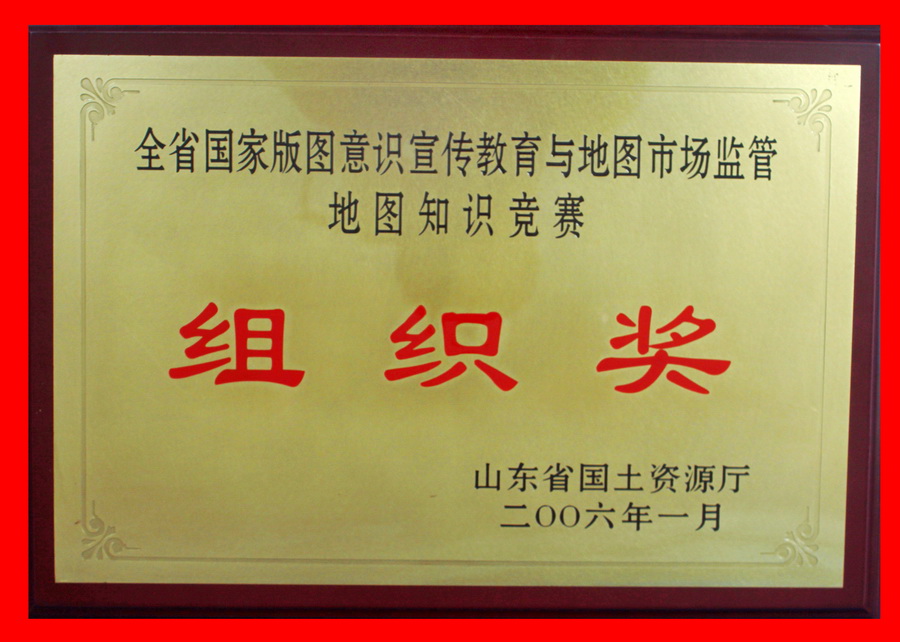 全省国家版图意识宣传教育与地图市场监管
地图知识竞赛
组织奖
山东省国土资源厅
二〇〇六年一月